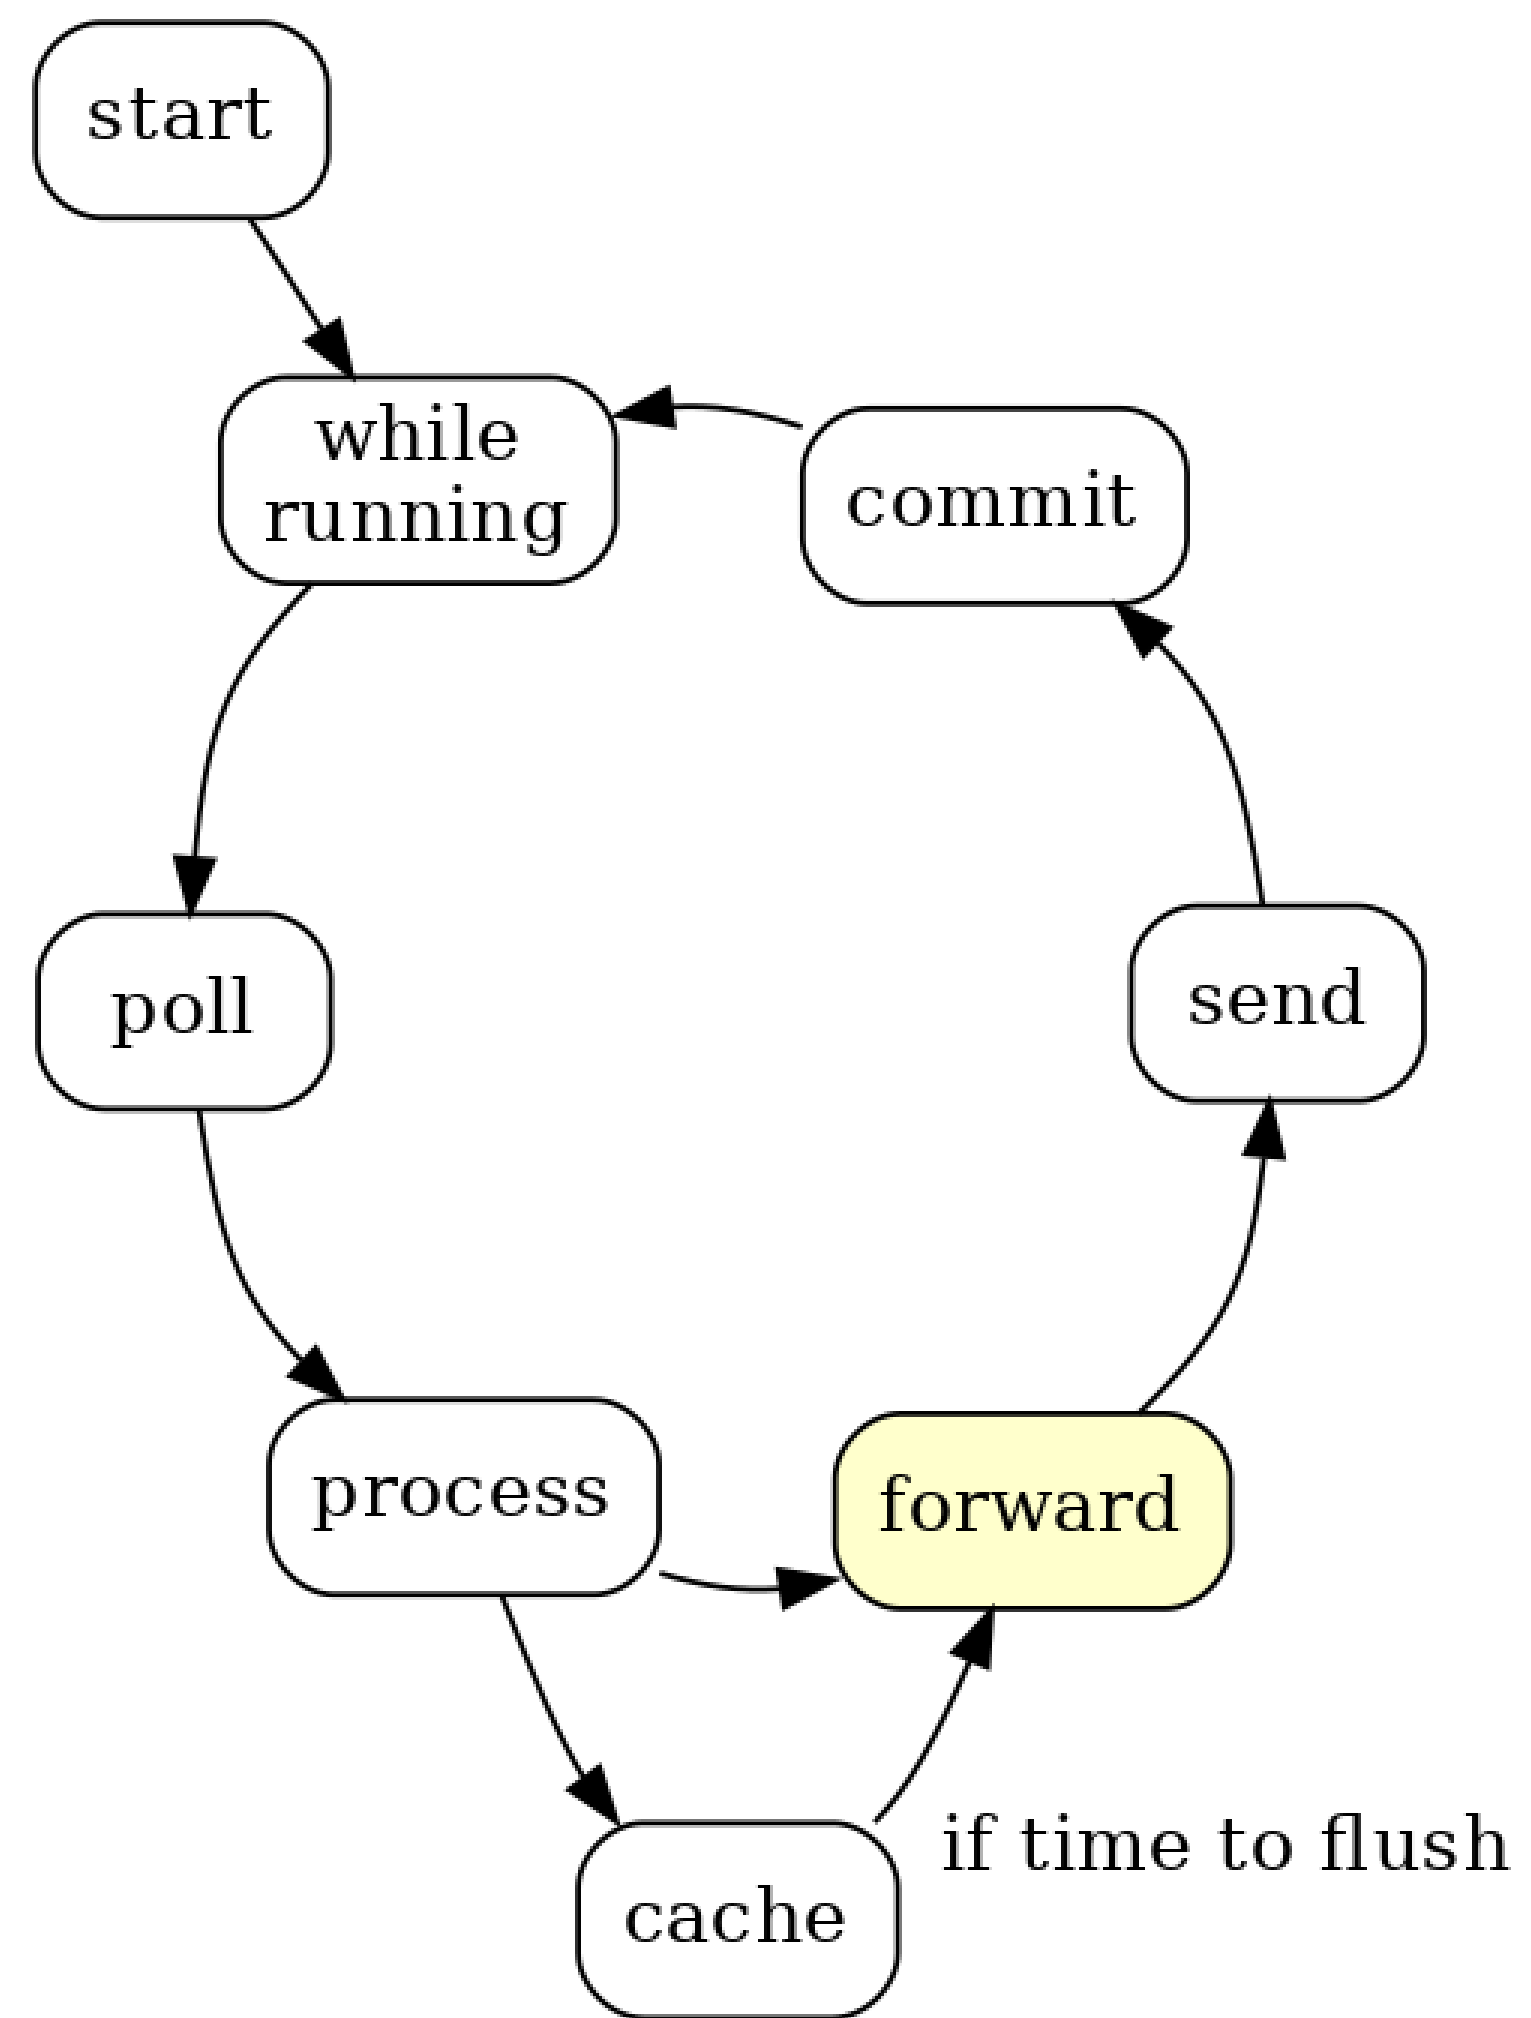 start
while
running
commit
poll
send
process
forward
if time to flush
cache